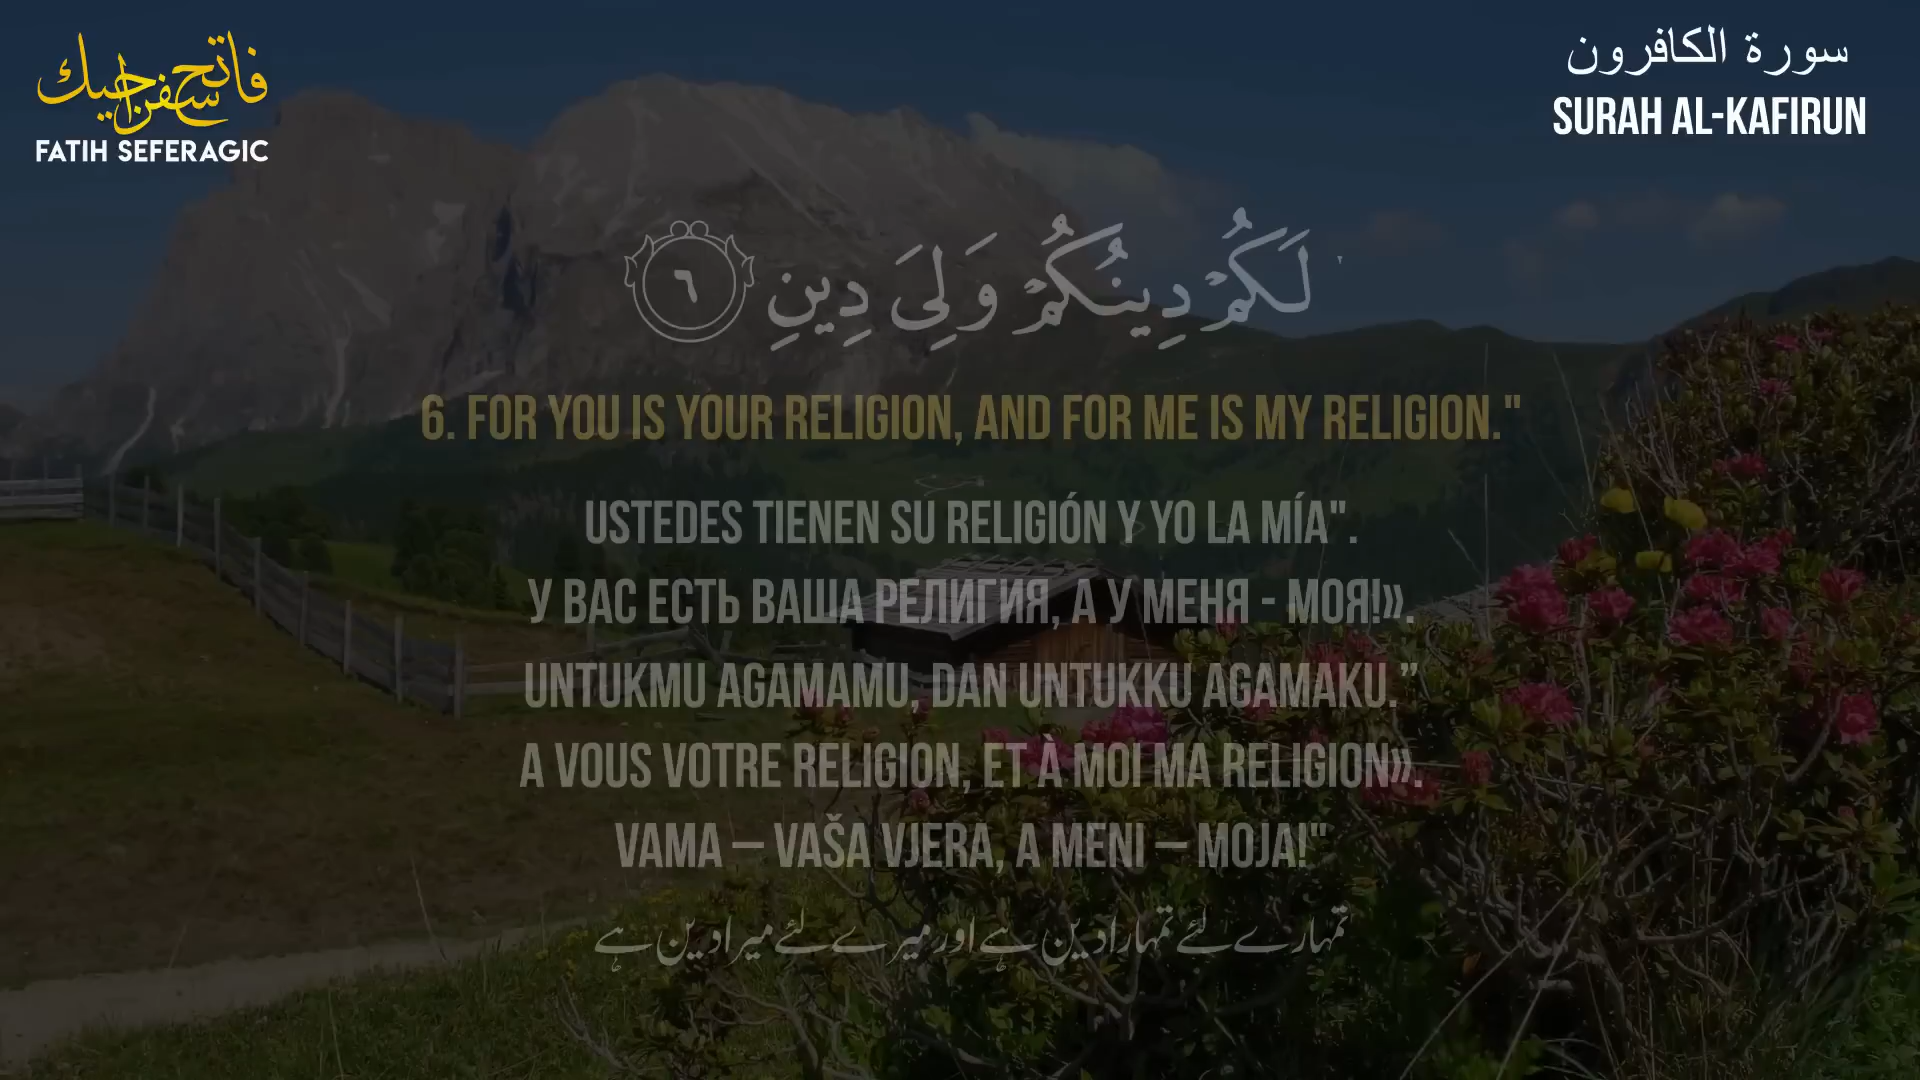 فاتح سفراجيك
FATIH SEFERAGIC
سورة الكافرون
SURAH AL-KAFIRUN
لَكُمْ دِينُكُمْ وَلِيَ دِينِ ٦
6. FOR YOU IS YOUR RELIGION, AND FOR ME IS MY RELIGION."
USTEDES TIENEN SU RELIGIÓN Y YO LA MÍA".
У ВАС ЕСТЬ ВАША РЕЛИГИЯ, А У МЕНЯ - МОЯ!».
UNTUKMU AGAMAMU, DAN UNTUKKU AGAMAKU.”
A VOUS VOTRE RELIGION, ET À MOI MA RELIGION».
VAMA – VAŠA VJERA, A MENI – MOJA!"
تمہارے لئے تمہارا دین ہے اور میرے لئے میرا دین ہے